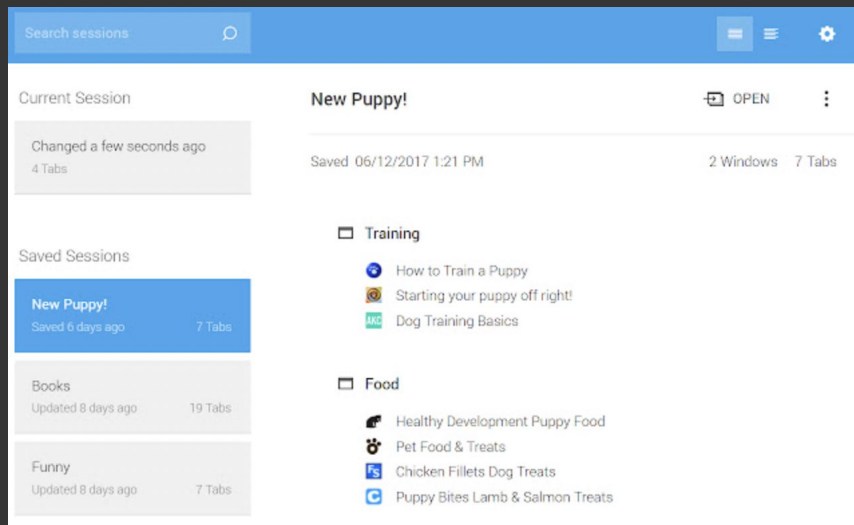 Search sessions
Current Session
Changed a few seconds ago
4 Tabs
Saved Sessions
New Puppy!
Saved 6 days ago 7 Tabs
Books
Updated 8 days ago 19 Tabs
Funny
Updated 8 days ago 7 Tabs
New Puppy! OPEN
Saved 06/12/2017 1:21 PM 2 Windows 7 Tabs
Training
How to Train a Puppy
Starting your puppy off right!
AKC Dog Training Basics
Food
Healthy Development Puppy Food
Pet Food & Treats
FS Chicken Fillets Dog Treats
C Puppy Bites Lamb & Salmon Treats